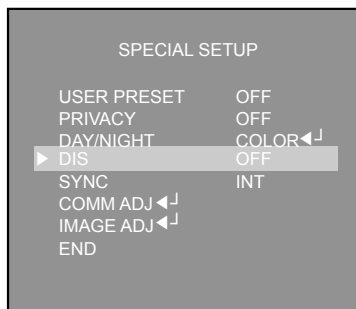 SPECIAL SETUP
USER PRESET OFF
PRIVACY OFF
DAY/NIGHT COLOR
DIS OFF
SYNC INT
COMM ADJ
IMAGE ADJ
END